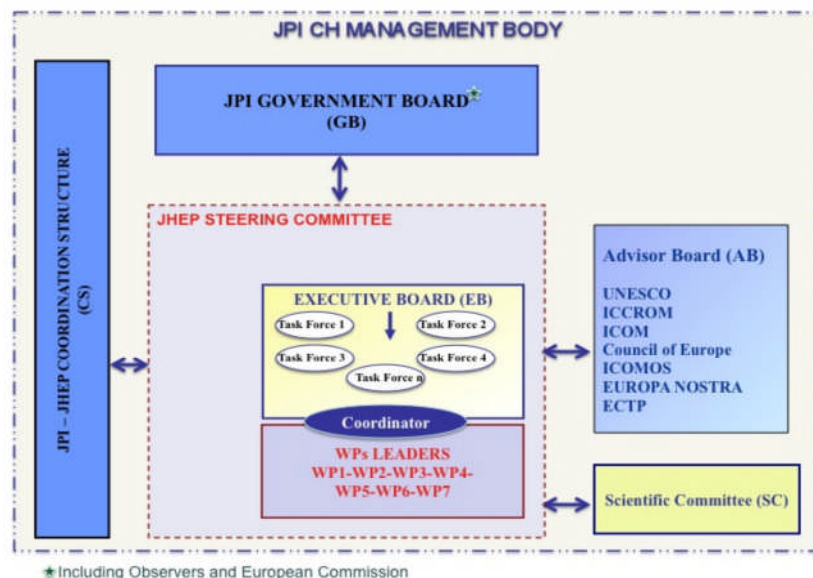 JPI CH MANAGEMENT BODY
JPI GOVERNMENT BOARD
(GB)
JPI – JHEP COORDINATION STRUCTURE
(CS)
JHEP STEERING COMMITTEE
EXECUTIVE BOARD (EB)
Task Force 1
Task Force 2
Task Force 3
Task Force 4
Task Force n
Coordinator
WPs LEADERS
WP1-WP2-WP3-WP4-
WP5-WP6-WP7
Advisor Board (AB)
UNESCO
ICCROM
ICOM
Council of Europe
ICOMOS
EUROPA NOSTRA
ECTP
Scientific Committee (SC)
Including Observers and European Commission